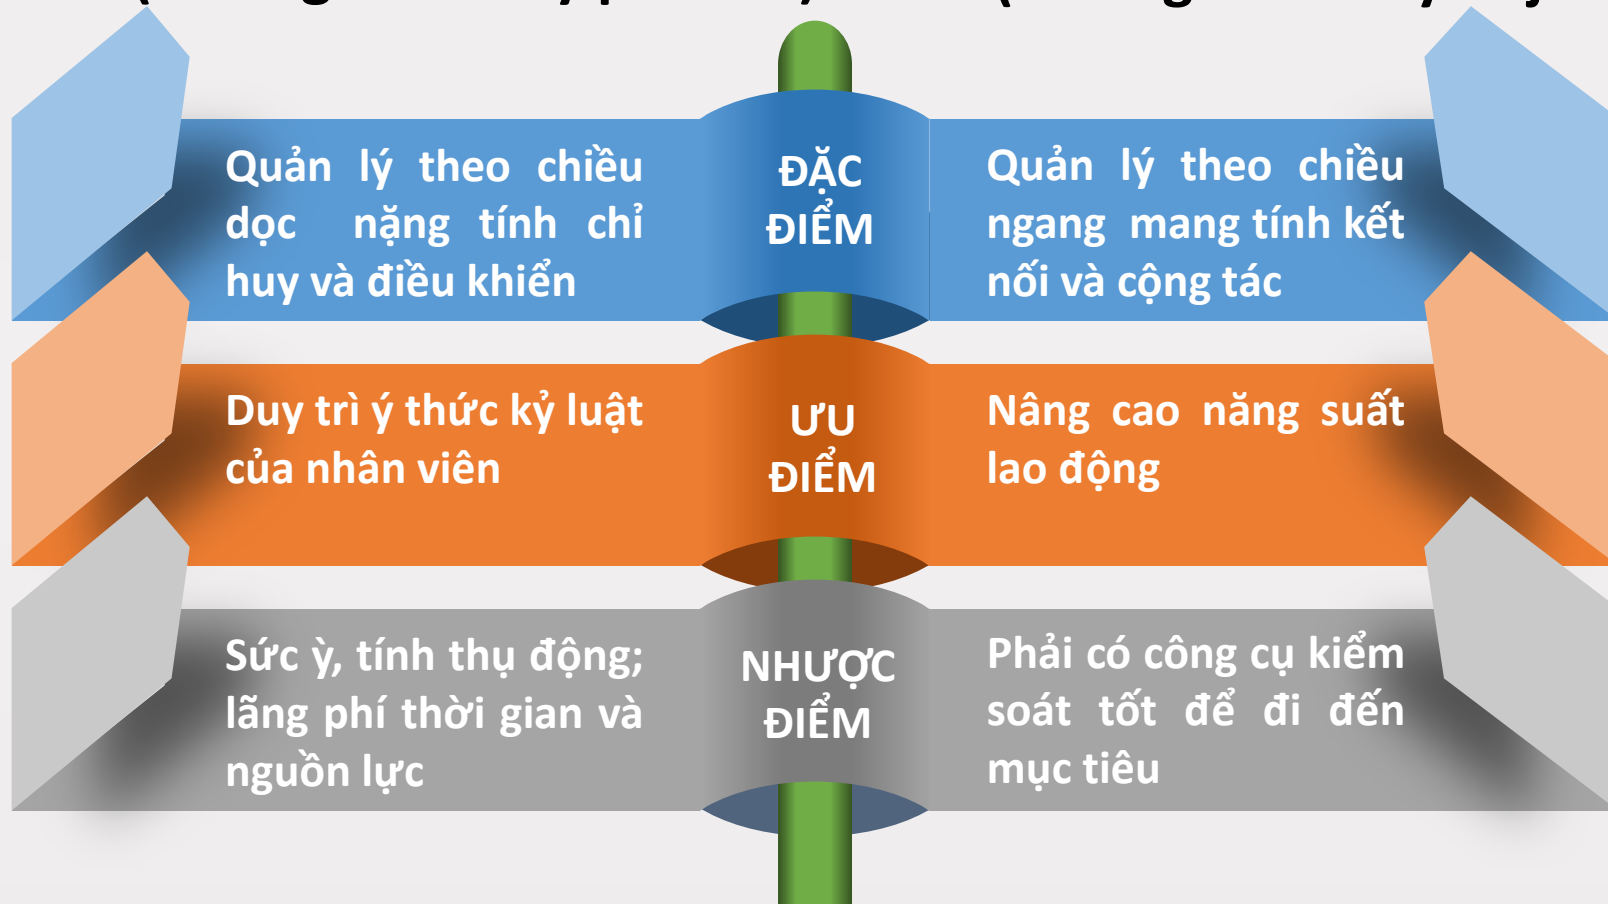 Quản lý theo chiều
dọc nặng tính chỉ
huy và điều khiển
ĐẶC
ĐIỂM
Quản lý theo chiều
ngang mang tính kết
nối và cộng tác
Duy trì ý thức kỷ luật
của nhân viên
ƯU
ĐIỂM
Nâng cao năng suất
lao động
Sức ỳ, tính thụ động;
lãng phí thời gian và
nguồn lực
NHƯỢC
ĐIỂM
Phải có công cụ kiểm
soát tốt để đi đến
mục tiêu